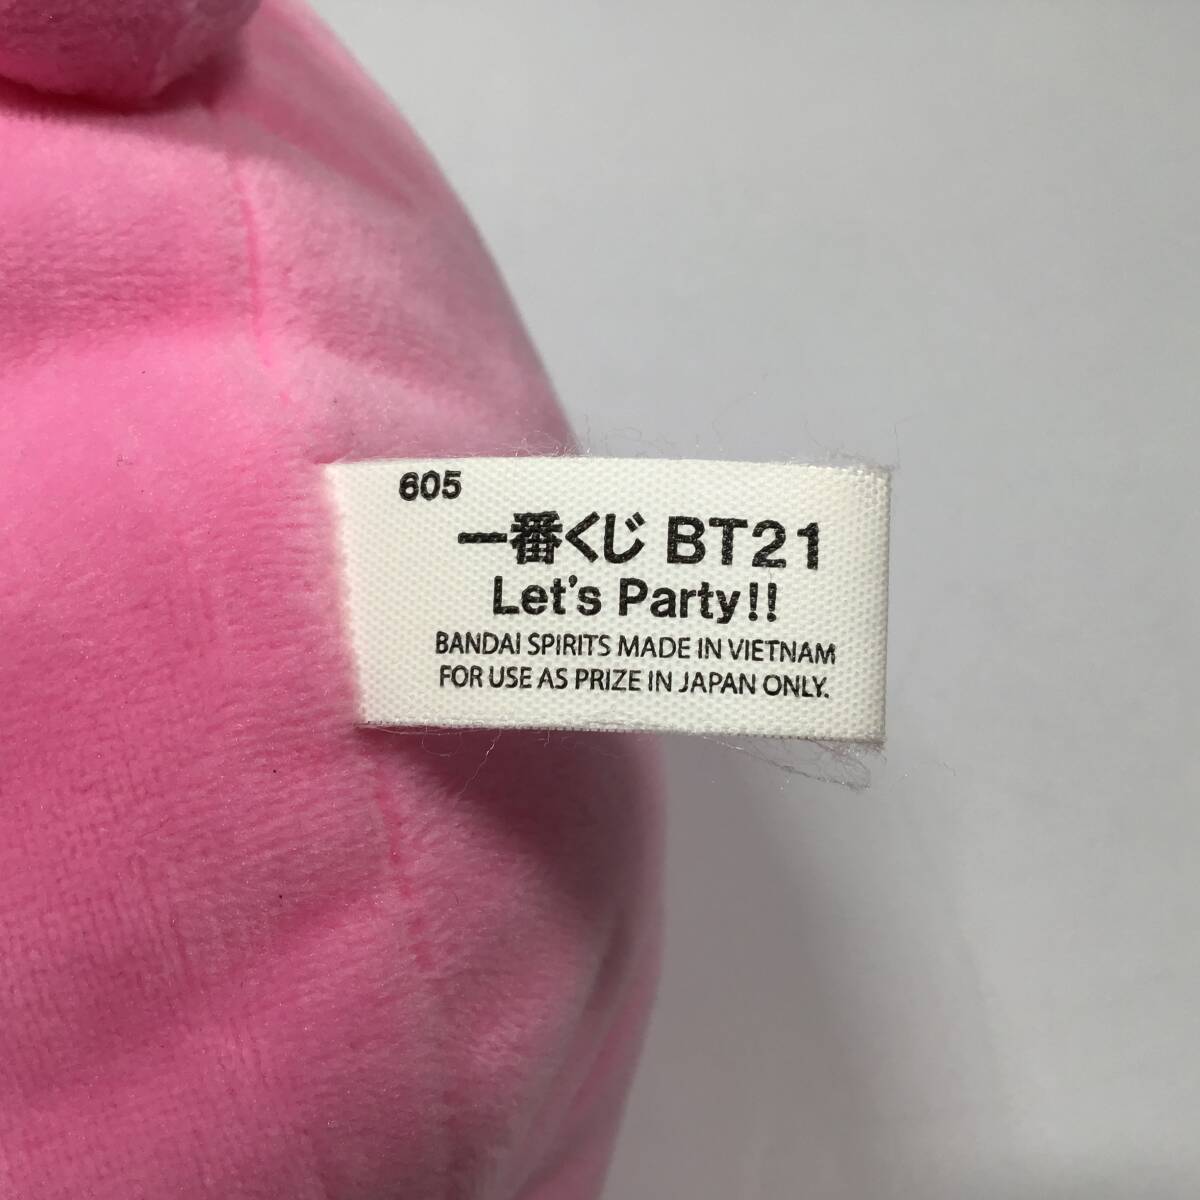 605
一番くじ BT21
Let's Party!!
BANDAI SPIRITS MADE IN VIETNAM
FOR USE AS PRIZE IN JAPAN ONLY.